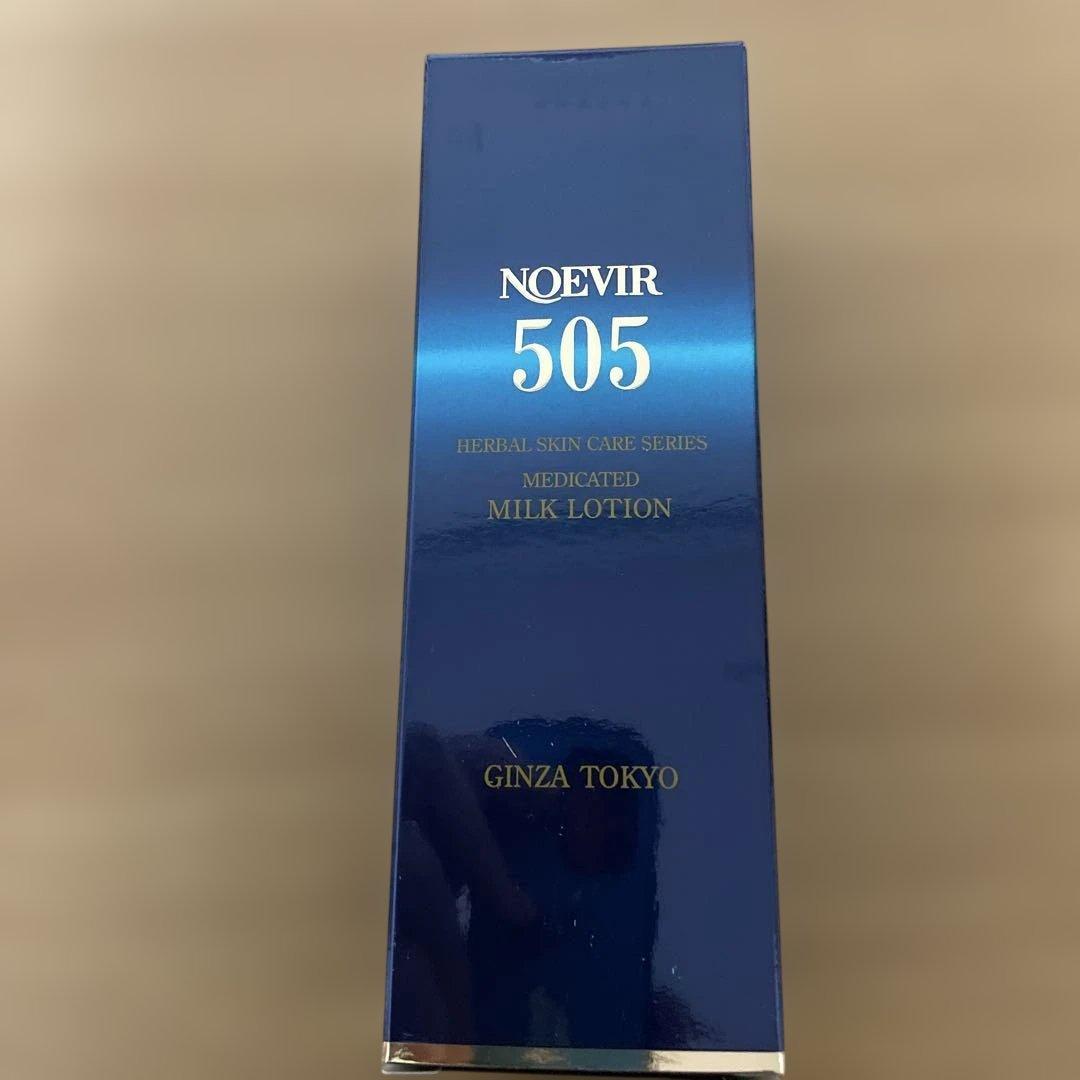 NOEVIR
505
HERBAL SKIN CARE SERIES
MEDICATED
MILK LOTION
GINZA TOKYO